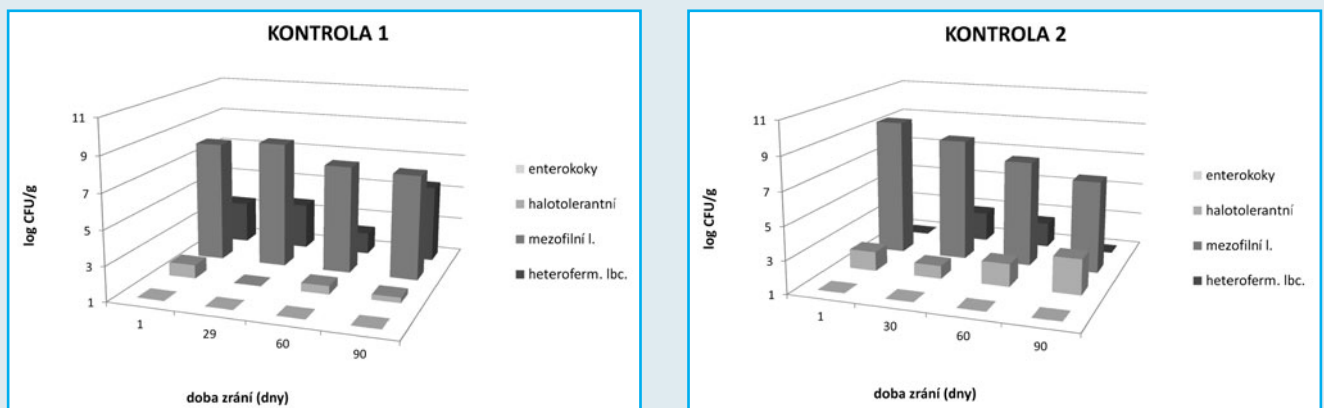 KONTROLA 1
log CFU/g
11
9
7
5
3
1
1
29
60
90
doba zrání (dny)
enterokoky
halotolerantní
mezofilní l.
heteroferm. lbc.
KONTROLA 2
log CFU/g
11
9
7
5
3
1
1
30
60
90
doba zrání (dny)
enterokoky
halotolerantní
mezofilní l.
heteroferm. lbc.